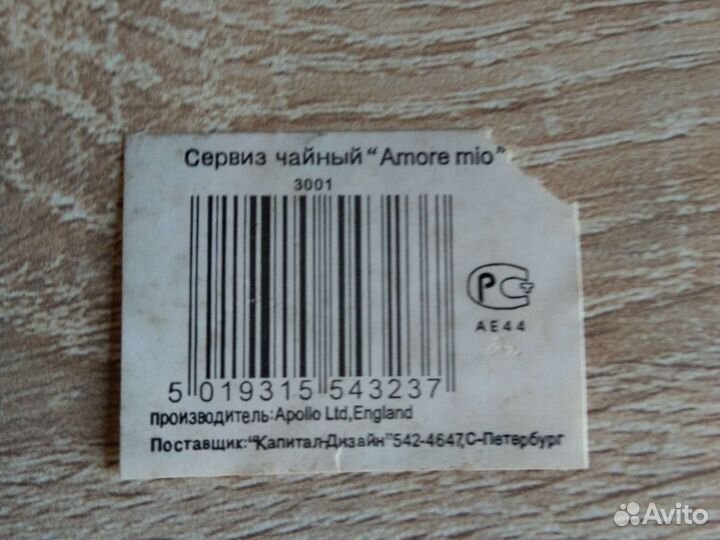 Сервиз чайный "Amore mio"
3001
РС
АЕ44
5 019315 543237
производитель:Apollo Ltd,England
Поставщик:"Капитал-Дизайн"542-4647,С-Петербург
Avito